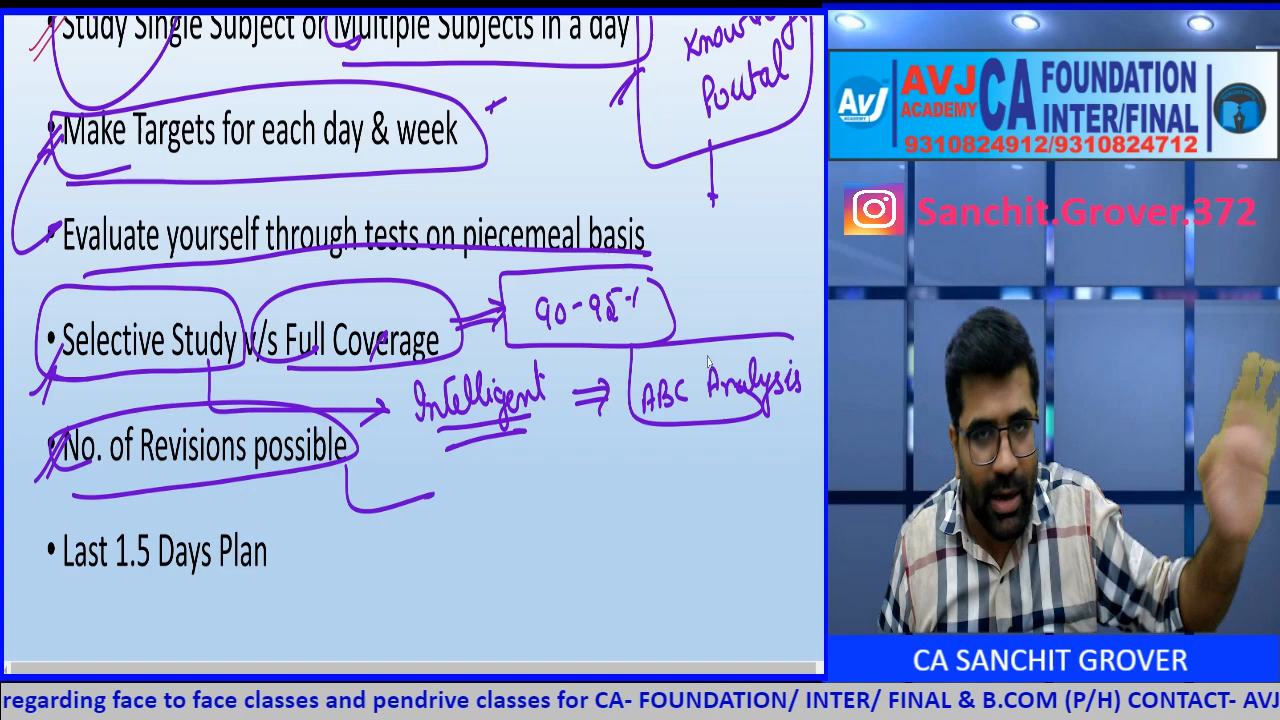 Study Single Subject or Multiple Subjects in a day
Portal
• Make Targets for each day & week
• Evaluate yourself through tests on piecemeal basis
• Selective Study v/s Full Coverage
90-95%
Intelligent ⇒ ABC Analysis
• No. of Revisions possible
• Last 1.5 Days Plan
AVJ
ACADEMY
AVJ
ACADEMY
CA
FOUNDATION
INTER/FINAL
9310824912/9310824712
Sanchit.Grover.372
CA SANCHIT GROVER
regarding face to face classes and pendrive classes for CA- FOUNDATION/ INTER/ FINAL & B.COM (P/H) CONTACT- AVJ